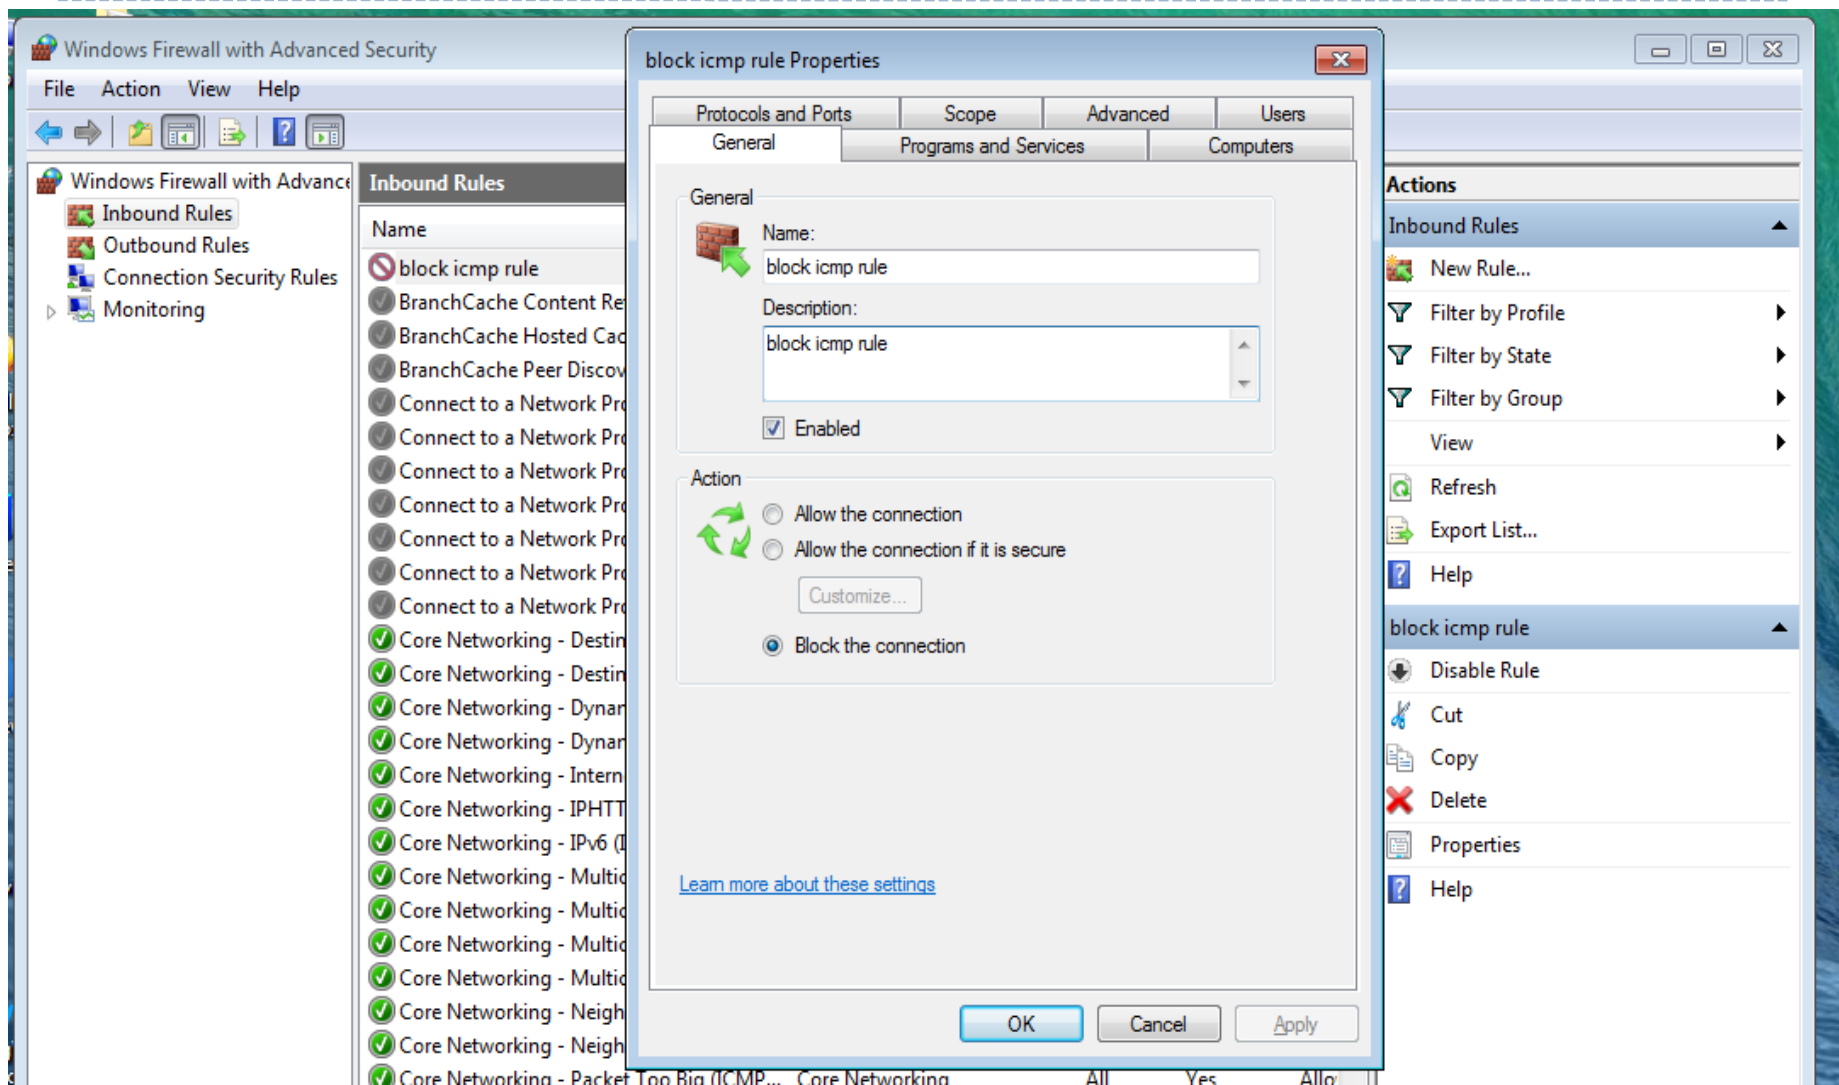 Windows Firewall with Advanced Security
File Action View Help
Windows Firewall with Advance
Inbound Rules
Outbound Rules
Connection Security Rules
Monitoring
Inbound Rules
Name
block icmp rule
BranchCache Content Re
BranchCache Hosted Cac
BranchCache Peer Discov
Connect to a Network Pro
Connect to a Network Pro
Connect to a Network Pro
Connect to a Network Pro
Connect to a Network Pro
Connect to a Network Pro
Connect to a Network Pro
Core Networking - Destin
Core Networking - Destin
Core Networking - Dynar
Core Networking - Dynar
Core Networking - Intern
Core Networking - IPHTT
Core Networking - IPv6 (I
Core Networking - Multic
Core Networking - Multic
Core Networking - Multic
Core Networking - Multic
Core Networking - Neigh
Core Networking - Neigh
Core Networking - Packet Too Big (ICMP... Core Networking All Yes Allo
block icmp rule Properties
Protocols and Ports Scope Advanced Users
General Programs and Services Computers
General
Name:
block icmp rule
Description:
block icmp rule
Enabled
Action
Allow the connection
Allow the connection if it is secure
Customize...
Block the connection
Learn more about these settings
OK Cancel Apply
Actions
Inbound Rules
New Rule...
Filter by Profile
Filter by State
Filter by Group
View
Refresh
Export List...
Help
block icmp rule
Disable Rule
Cut
Copy
Delete
Properties
Help